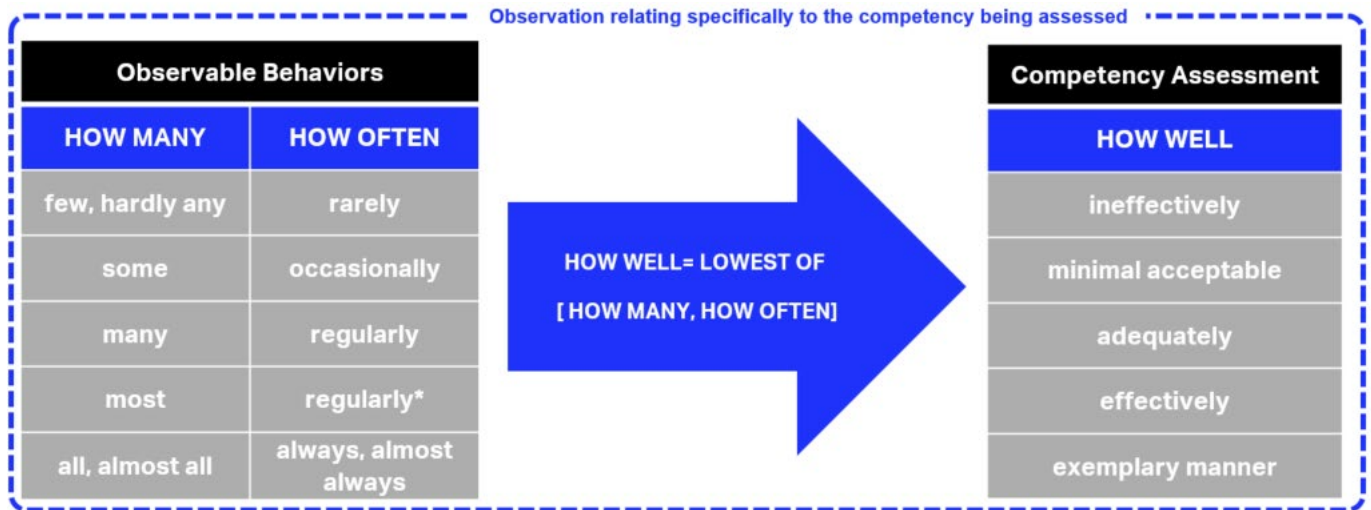 Observation relating specifically to the competency being assessed
Observable Behaviors
HOW MANY HOW OFTEN
few, hardly any rarely
some occasionally
many regularly
most regularly*
all, almost all always, almost
always
HOW WELL= LOWEST OF
[ HOW MANY, HOW OFTEN]
Competency Assessment
HOW WELL
ineffectively
minimal acceptable
adequately
effectively
exemplary manner